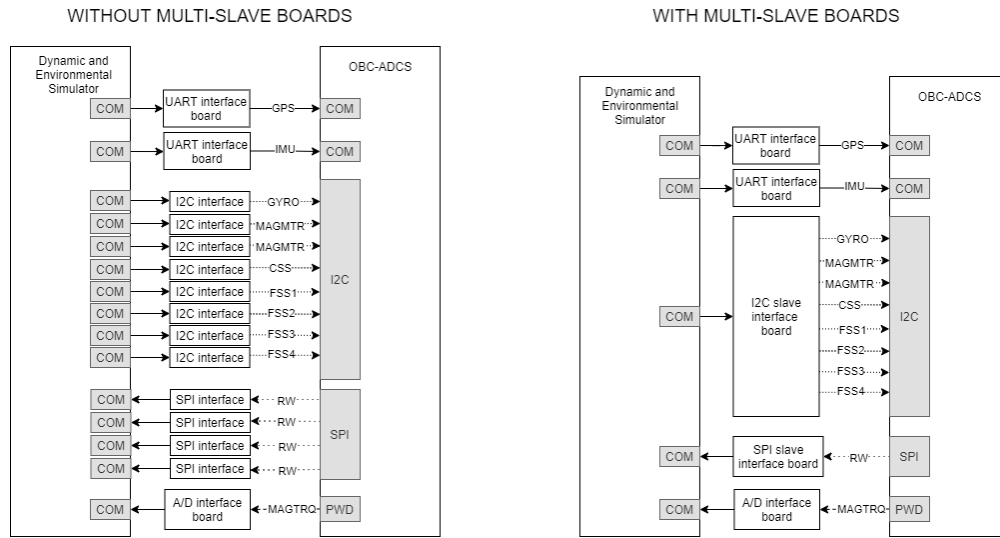 WITHOUT MULTI-SLAVE BOARDS
Dynamic and
Environmental
Simulator
OBC-ADCS
COM
UART interface
board
GPS
COM
COM
UART interface
board
IMU
COM
COM
I2C interface
GYRO
COM
I2C interface
MAGMTR
COM
I2C interface
MAGMTR
COM
I2C interface
CSS
COM
I2C interface
FSS1
COM
I2C interface
FSS2
COM
I2C interface
FSS3
COM
I2C interface
FSS4
I2C
COM
SPI interface
RW
COM
SPI interface
RW
COM
SPI interface
RW
COM
SPI interface
RW
SPI
COM
A/D interface
board
MAGTRQ
PWD
WITH MULTI-SLAVE BOARDS
Dynamic and
Environmental
Simulator
OBC-ADCS
COM
UART interface
board
GPS
COM
COM
UART interface
board
IMU
COM
COM
I2C slave
interface
board
GYRO
MAGMTR
MAGMTR
CSS
FSS1
FSS2
FSS3
FSS4
I2C
COM
SPI slave
interface board
RW
SPI
COM
A/D interface
board
MAGTRQ
PWD